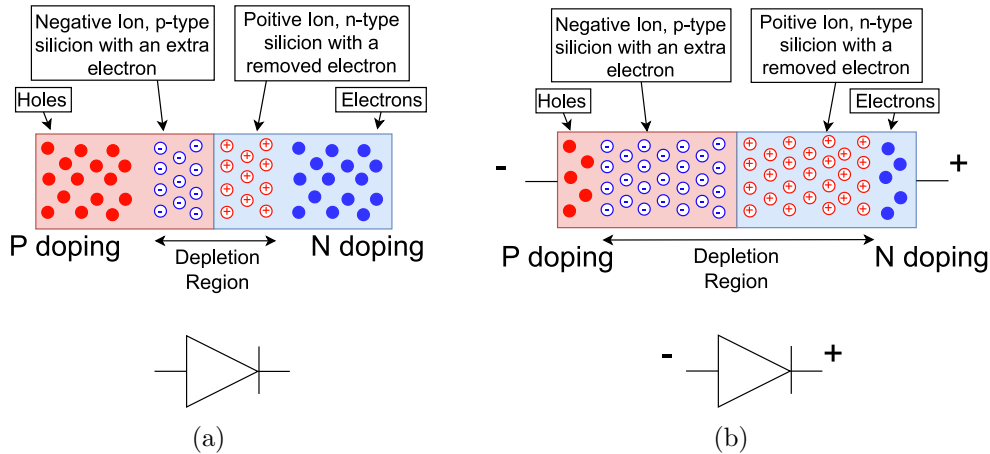 Negative Ion, p-type
silicion with an extra
electron
Poitive Ion, n-type
silicion with a
removed electron
Holes
Electrons
P doping
N doping
Depletion
Region
(a)
Negative Ion, p-type
silicion with an extra
electron
Poitive Ion, n-type
silicion with a
removed electron
Holes
Electrons
-
+
P doping
N doping
Depletion
Region
-
+
(b)